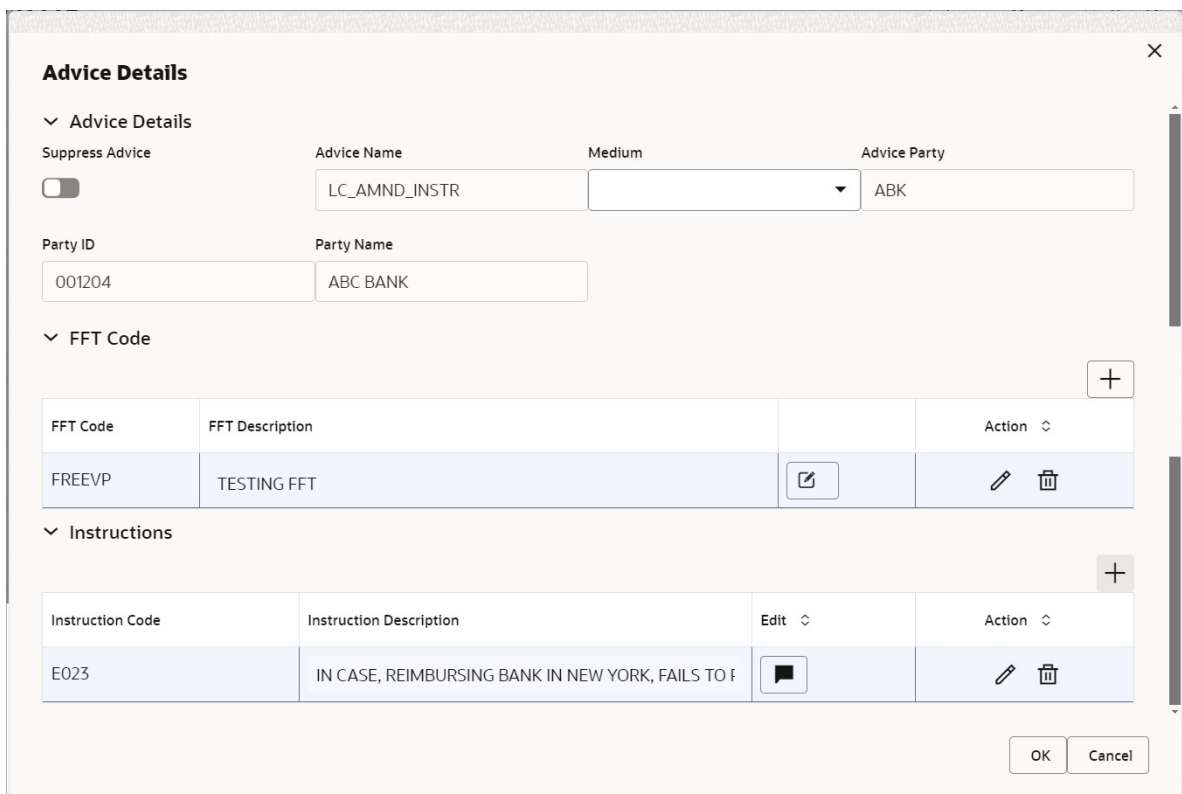 Advice Details
Advice Details
Suppress Advice Advice Name Medium Advice Party
LC_AMND_INSTR ABK
Party ID Party Name
001204 ABC BANK
FFT Code
FFT Code FFT Description Action
FREEVP TESTING FFT
Instructions
Instruction Code Instruction Description Edit Action
E023 IN CASE, REIMBURSING BANK IN NEW YORK, FAILS TO
OK Cancel